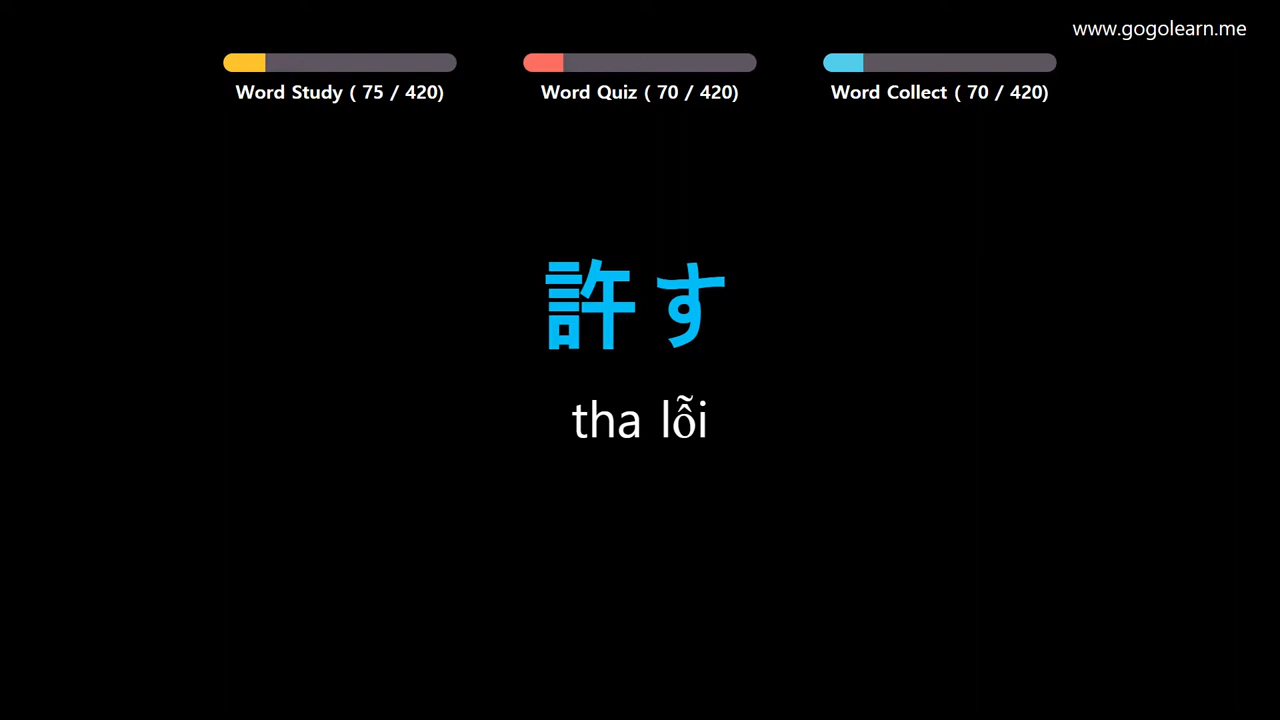 www.gogolearn.me
Word Study ( 75 / 420)
Word Quiz ( 70 / 420)
Word Collect ( 70 / 420)
許す
tha lỗi